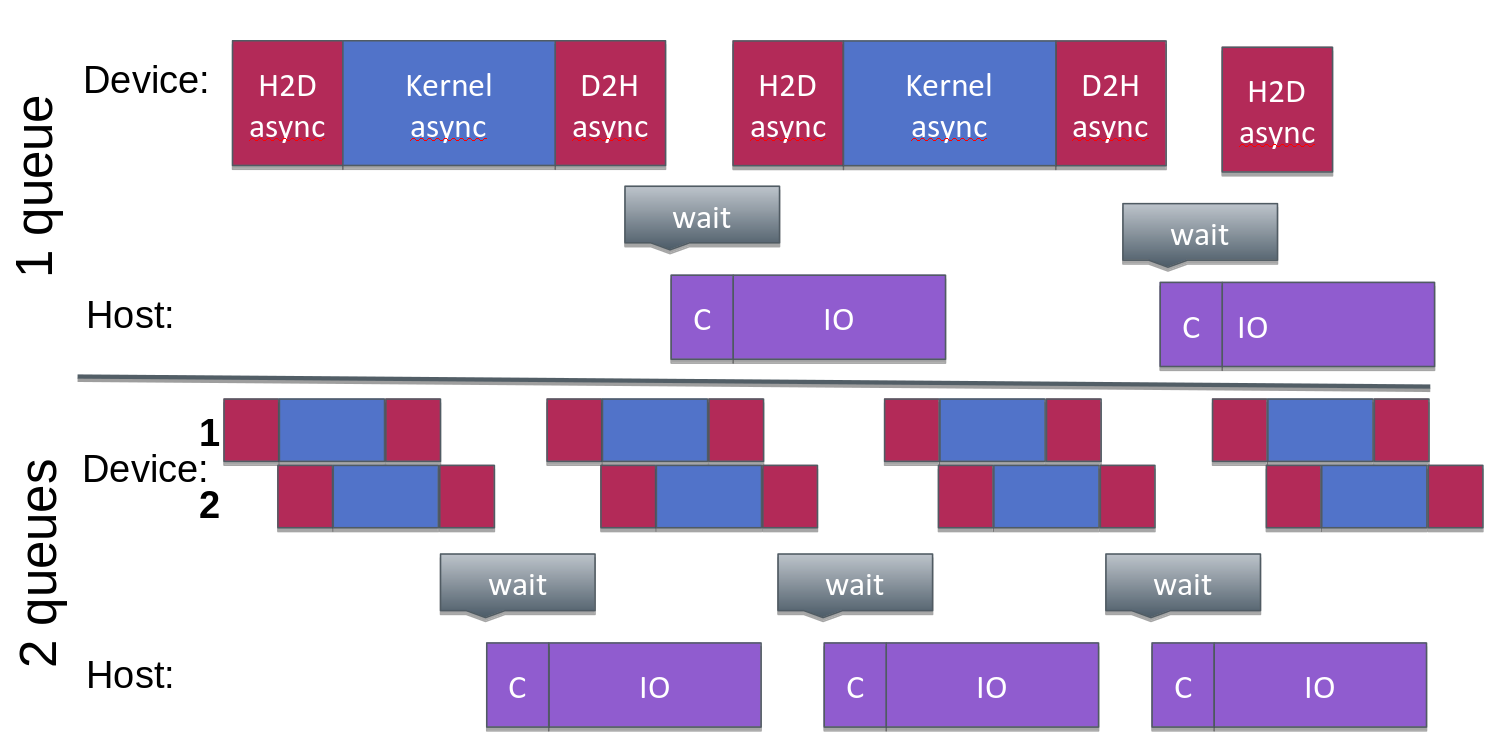 1 queue
Device:
H2D
async
Kernel
async
D2H
async
H2D
async
Kernel
async
D2H
async
H2D
async
wait
wait
Host:
C
IO
C
IO
2 queues
1
Device:
2
wait
wait
wait
Host:
C
IO
C
IO
C
IO